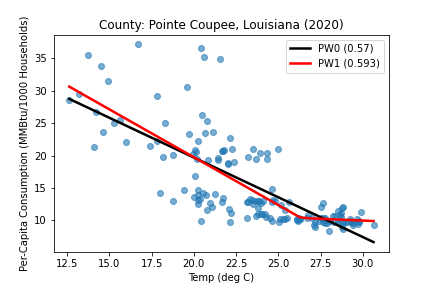 County: Pointe Coupee, Louisiana (2020)
PW0 (0.57)
PW1 (0.593)
Per-Capita Consumption (MMBtu/1000 Households)
35
30
25
20
15
10
12.5 15.0 17.5 20.0 22.5 25.0 27.5 30.0
Temp (deg C)